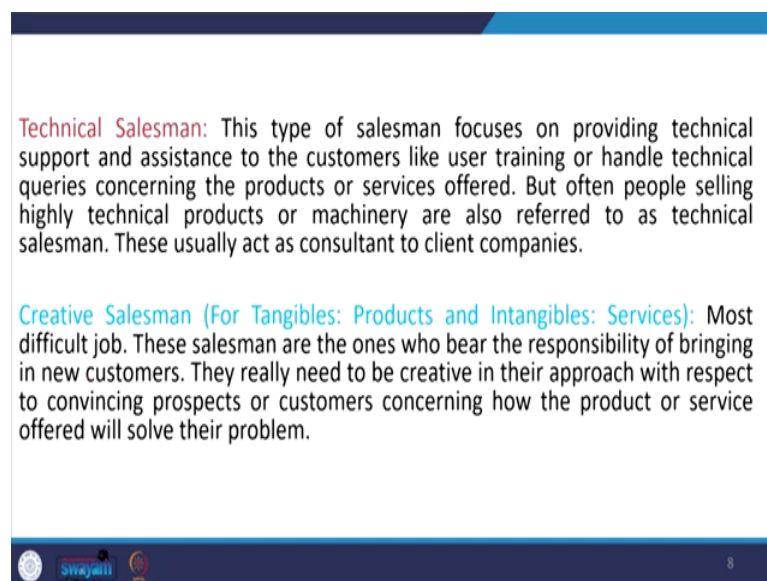 Technical Salesman: This type of salesman focuses on providing technical
support and assistance to the customers like user training or handle technical
queries concerning the products or services offered. But often people selling
highly technical products or machinery are also referred to as technical
salesman. These usually act as consultant to client companies.
Creative Salesman (For Tangibles: Products and Intangibles: Services): Most
difficult job. These salesman are the ones who bear the responsibility of bringing
in new customers. They really need to be creative in their approach with respect
to convincing prospects or customers concerning how the product or service
offered will solve their problem.
swayam
8